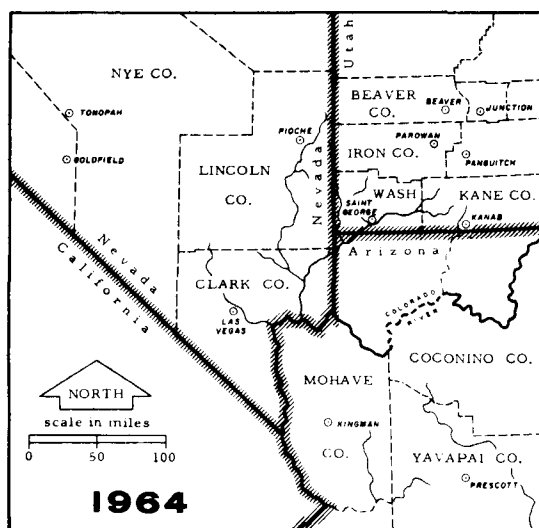 Utah
NYE CO.
BEAVER
CO.
BEAVER
JUNCTION
TONOPAH
PIOCHE
PAROWAN
IRON CO.
GOLDFIELD
PANGUITCH
LINCOLN
CO.
Nevada
WASH
KANE CO.
SAINT
GEORGE
KANAB
Nevada
California
Arizona
CLARK CO.
LAS
VEGAS
COLORADO
RIVER
COCONINO CO.
MOHAVE
CO.
NORTH
scale in miles
0 50 100
KINGMAN
YAVAPAI CO.
PRESCOTT
1964